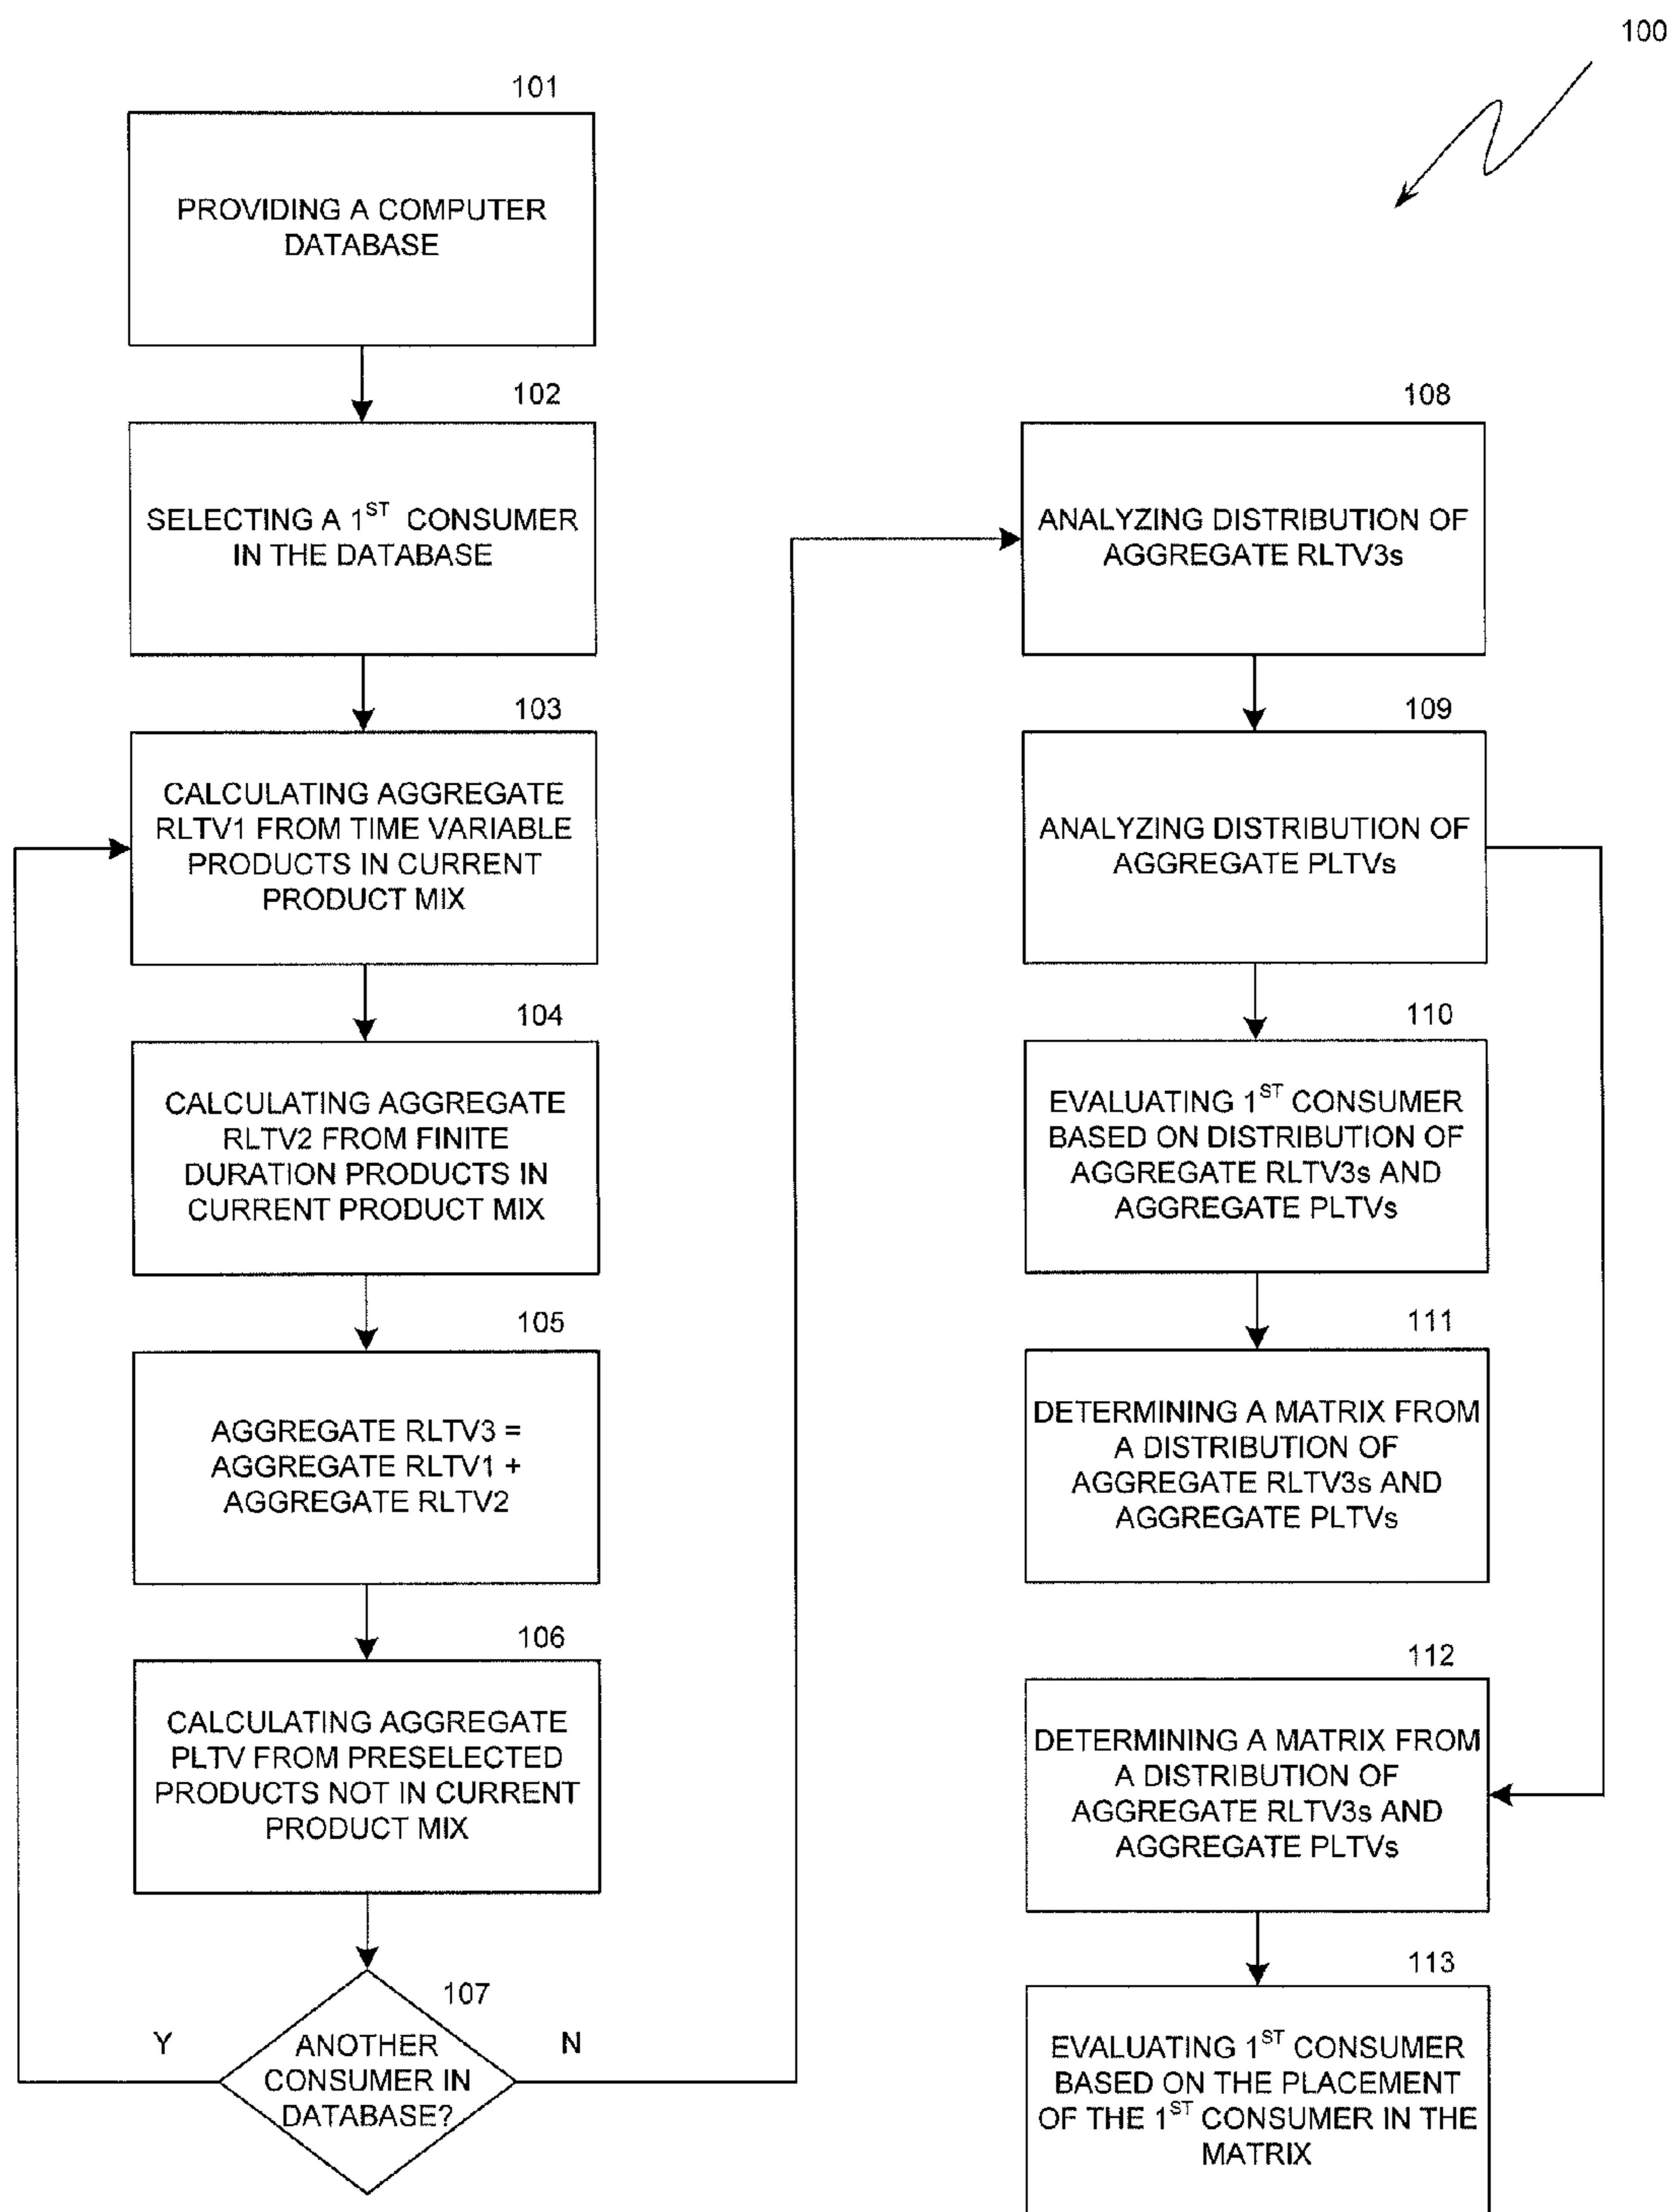 100
101
PROVIDING A COMPUTER
DATABASE
102
SELECTING A 1ST CONSUMER
IN THE DATABASE
103
CALCULATING AGGREGATE
RLTV1 FROM TIME VARIABLE
PRODUCTS IN CURRENT
PRODUCT MIX
104
CALCULATING AGGREGATE
RLTV2 FROM FINITE
DURATION PRODUCTS IN
CURRENT PRODUCT MIX
105
AGGREGATE RLTV3 =
AGGREGATE RLTV1 +
AGGREGATE RLTV2
106
CALCULATING AGGREGATE
PLTV FROM PRESELECTED
PRODUCTS NOT IN CURRENT
PRODUCT MIX
107
Y
ANOTHER
CONSUMER IN
DATABASE?
N
108
ANALYZING DISTRIBUTION OF
AGGREGATE RLTV3s
109
ANALYZING DISTRIBUTION OF
AGGREGATE PLTVs
110
EVALUATING 1ST CONSUMER
BASED ON DISTRIBUTION OF
AGGREGATE RLTV3s AND
AGGREGATE PLTVs
111
DETERMINING A MATRIX FROM
A DISTRIBUTION OF
AGGREGATE RLTV3s AND
AGGREGATE PLTVs
112
DETERMINING A MATRIX FROM
A DISTRIBUTION OF
AGGREGATE RLTV3s AND
AGGREGATE PLTVs
113
EVALUATING 1ST CONSUMER
BASED ON THE PLACEMENT
OF THE 1ST CONSUMER IN THE
MATRIX